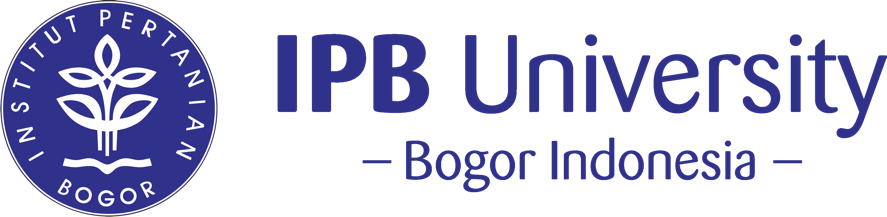 INSTITUT PERTANIAN
BOGOR
IPB University
– Bogor Indonesia –